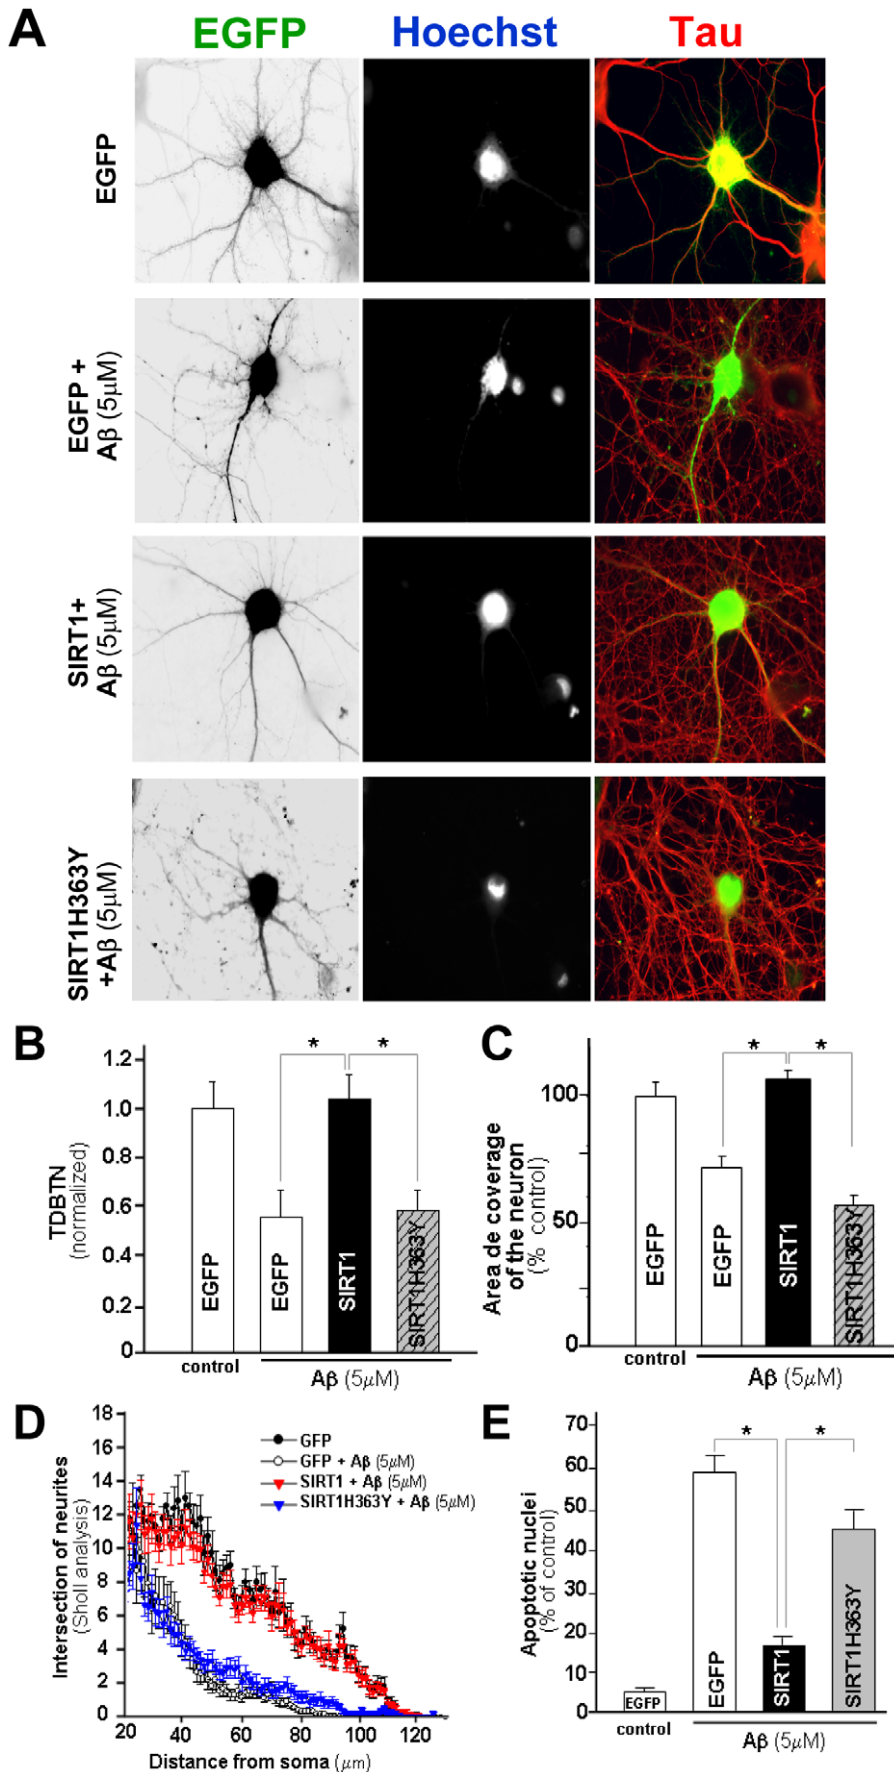 A
EGFP
Hoechst
Tau
EGFP
EGFP +
Aβ (5μM)
SIRT1+
Aβ (5μM)
SIRT1H363Y
+Aβ (5μM)
B
TDBTN
(normalized)
1.2
1.0
0.8
0.6
0.4
0.2
0
*
*
EGFP
EGFP
SIRT1
SIRT1H363Y
control
Aβ (5μM)
C
Area de coverage
of the neuron
(% control)
100
50
0
*
*
EGFP
EGFP
SIRT1
SIRT1H363Y
control
Aβ (5μM)
D
Intersection of neurites
(Sholl analysis)
18
16
14
12
10
8
6
4
2
0
GFP
GFP + Aβ (5μM)
SIRT1 + Aβ (5μM)
SIRT1H363Y + Aβ (5μM)
20 40 60 80 100 120
Distance from soma (μm)
E
Apoptotic nuclei
(% of control)
70
60
50
40
30
20
10
0
*
*
EGFP
EGFP
SIRT1
SIRT1H363Y
control
Aβ (5μM)